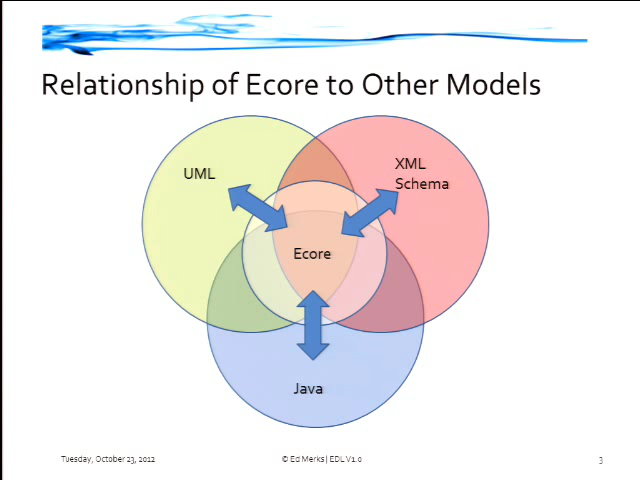 Relationship of Ecore to Other Models
UML
XML
Schema
Ecore
Java
Tuesday, October 23, 2012
© Ed Merks | EDL V1.0
3